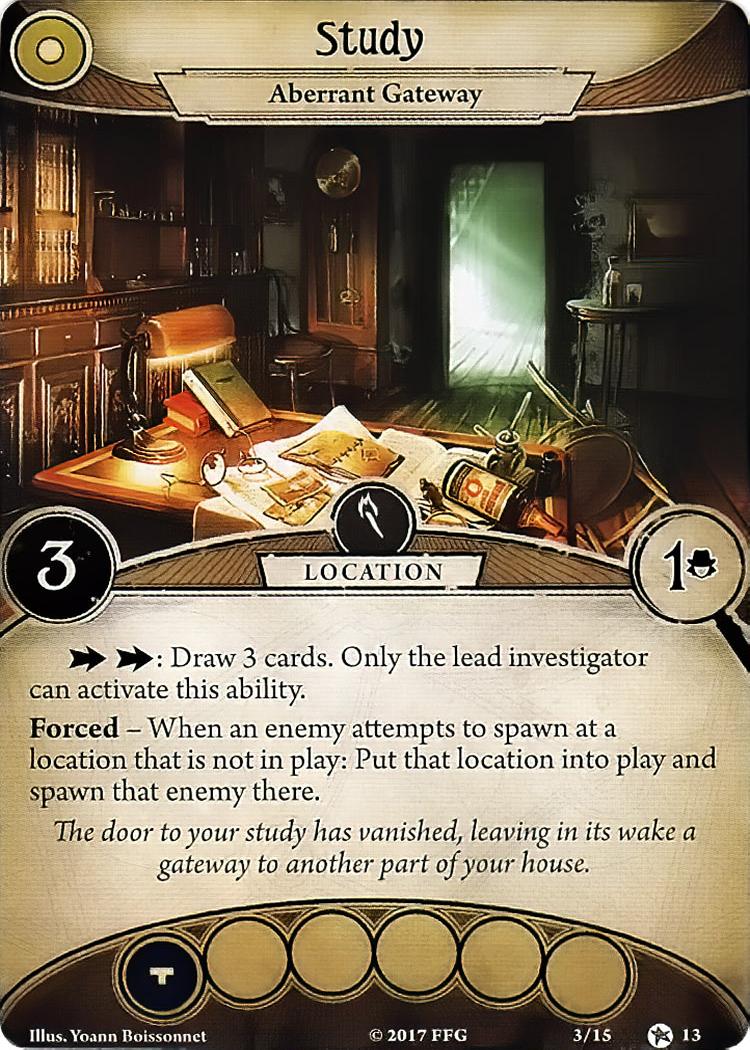 Study
Aberrant Gateway
3
LOCATION
1
: Draw 3 cards. Only the lead investigator
can activate this ability.
Forced – When an enemy attempts to spawn at a
location that is not in play: Put that location into play and
spawn that enemy there.
The door to your study has vanished, leaving in its wake a
gateway to another part of your house.
Illus. Yoann Boissonnet
© 2017 FFG
3/15
13